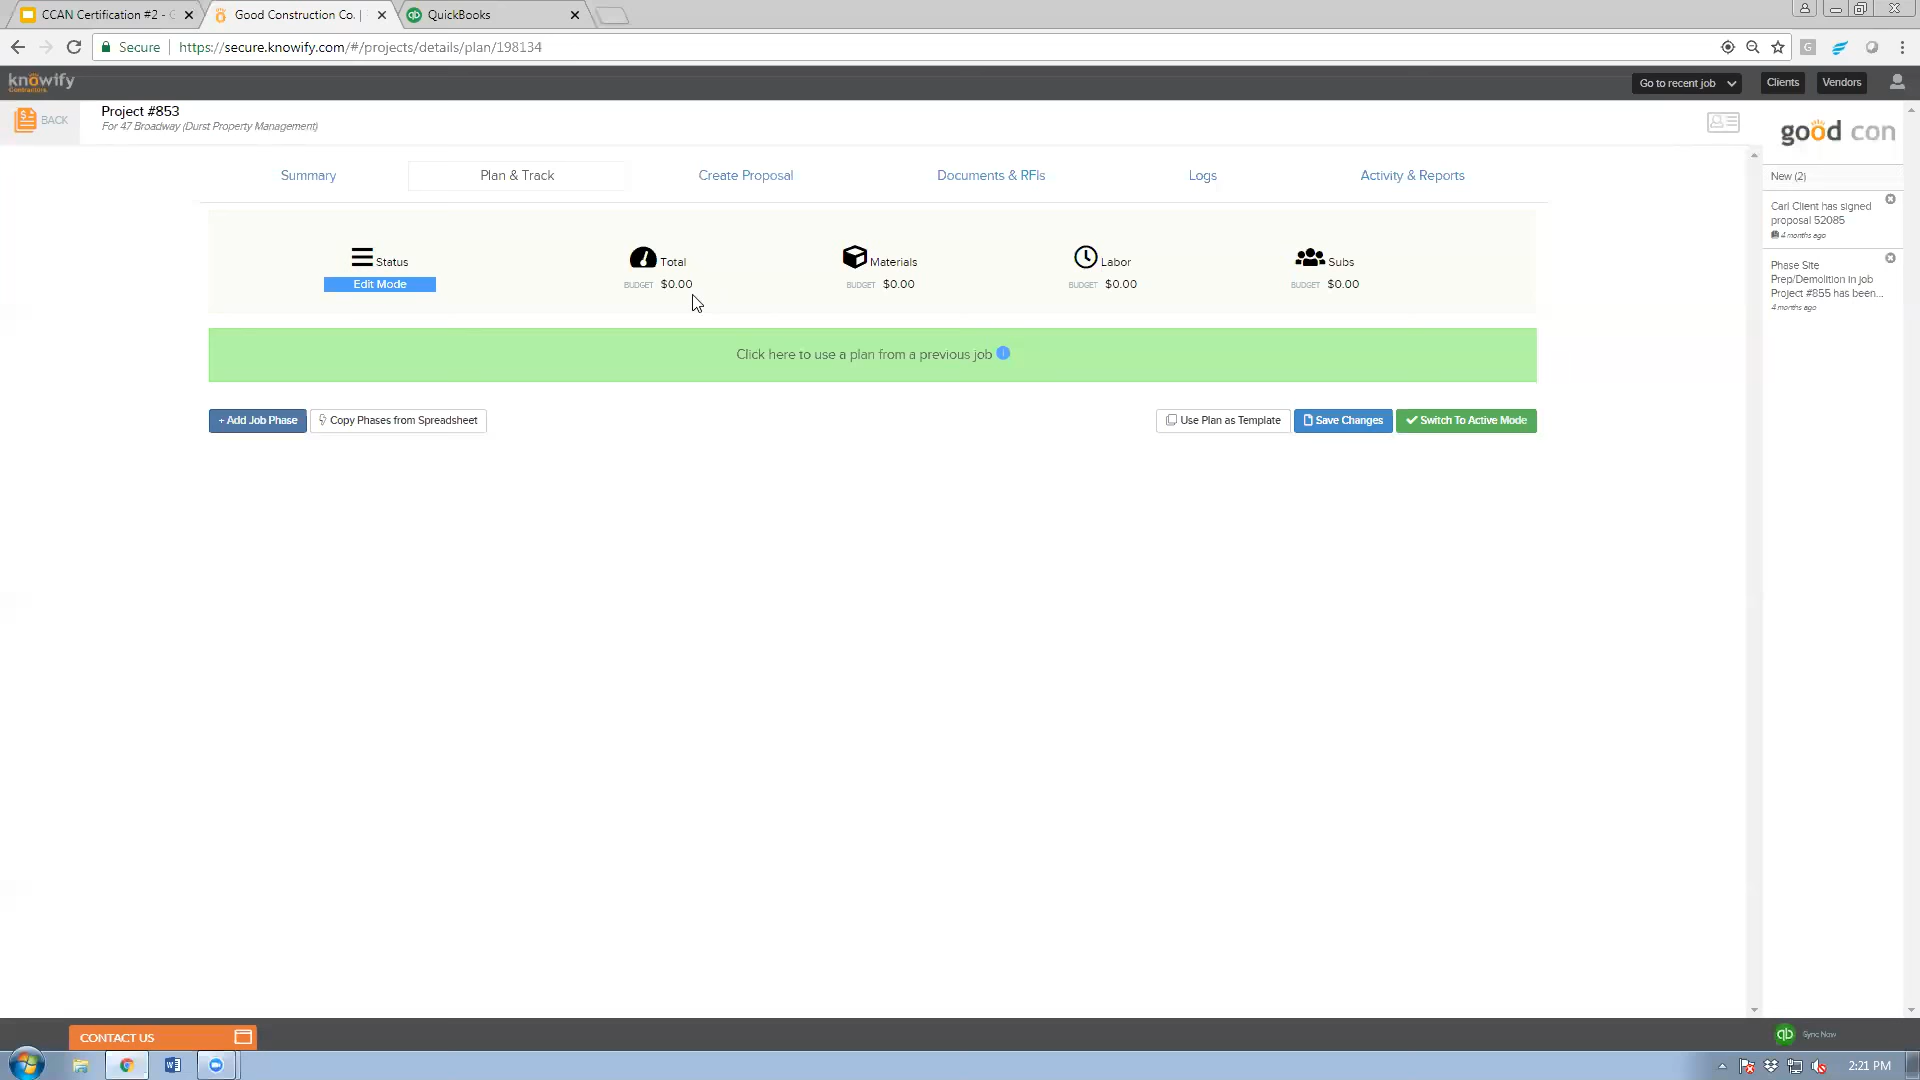 CCAN Certification #2 - G
Good Construction Co. |
QuickBooks
Secure
https://secure.knowify.com/#/projects/details/plan/198134
knowify
Contractors.
Go to recent job
Clients
Vendors
BACK
Project #853
For 47 Broadway (Durst Property Management)
good con
Summary
Plan & Track
Create Proposal
Documents & RFIs
Logs
Activity & Reports
New (2)
Carl Client has signed
proposal 52085
4 months ago
Phase Site
Prep/Demolition in job
Project #855 has been...
4 months ago
Status
Edit Mode
Total
BUDGET $0.00
Materials
BUDGET $0.00
Labor
BUDGET $0.00
Subs
BUDGET $0.00
Click here to use a plan from a previous job
+ Add Job Phase
Copy Phases from Spreadsheet
Use Plan as Template
Save Changes
Switch To Active Mode
CONTACT US
qb
Sync Now
2:21 PM